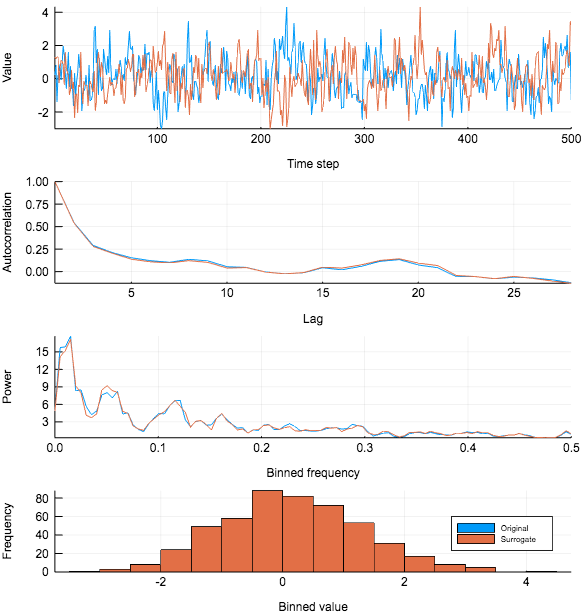 Value
4
2
0
-2
100 200 300 400 500
Time step
Autocorrelation
1.00
0.75
0.50
0.25
0.00
5 10 15 20 25
Lag
Power
15
12
9
6
3
0.0 0.1 0.2 0.3 0.4 0.5
Binned frequency
Frequency
80
60
40
20
0
Original
Surrogate
-2 0 2 4
Binned value